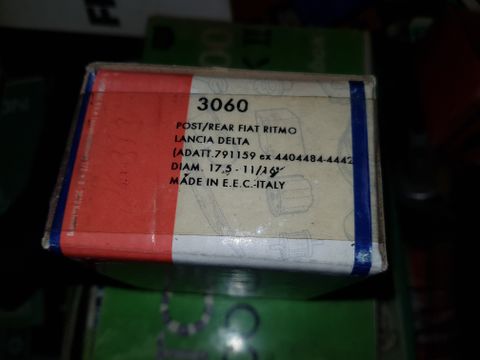 3060
POST/REAR FIAT RITMO
LANCIA DELTA
(ADATT.791159 ex 4404484-4442
DIAM. 17,5 - 11/16"
MADE IN E.E.C.-ITALY